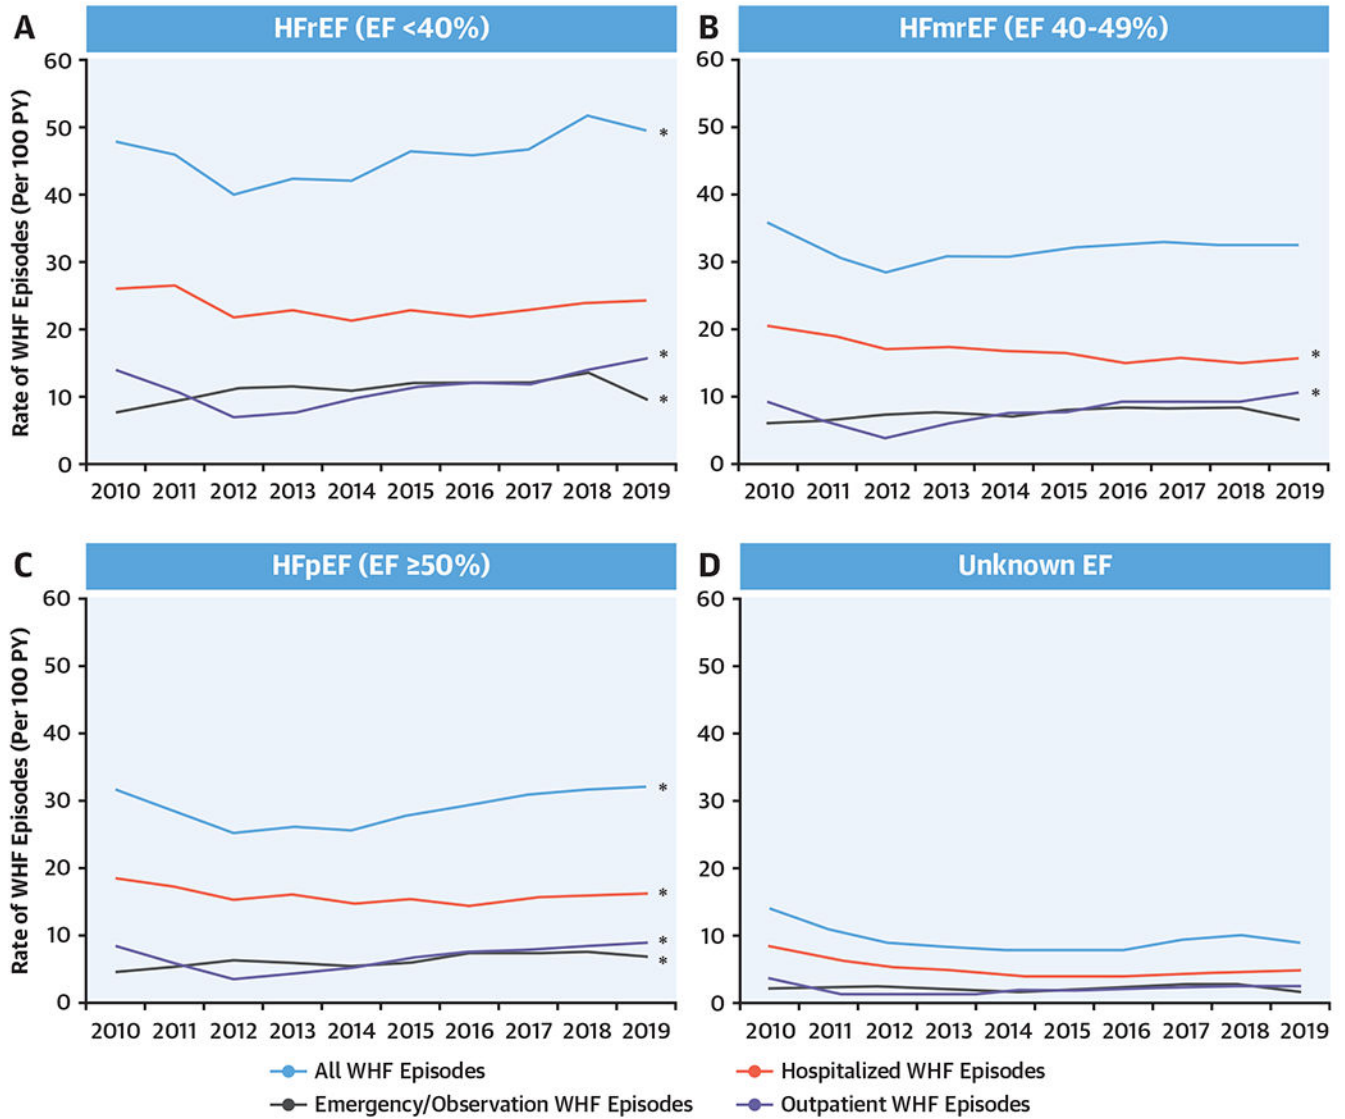 A HFrEF (EF <40%)
Rate of WHF Episodes (Per 100 PY)
60
50
40
30
20
10
0
*
*
*
2010 2011 2012 2013 2014 2015 2016 2017 2018 2019
B HFmrEF (EF 40-49%)
60
50
40
30
20
10
0
*
*
2010 2011 2012 2013 2014 2015 2016 2017 2018 2019
C HFpEF (EF ≥50%)
Rate of WHF Episodes (Per 100 PY)
60
50
40
30
20
10
0
*
*
*
*
2010 2011 2012 2013 2014 2015 2016 2017 2018 2019
D Unknown EF
60
50
40
30
20
10
0
2010 2011 2012 2013 2014 2015 2016 2017 2018 2019
All WHF Episodes
Hospitalized WHF Episodes
Emergency/Observation WHF Episodes
Outpatient WHF Episodes